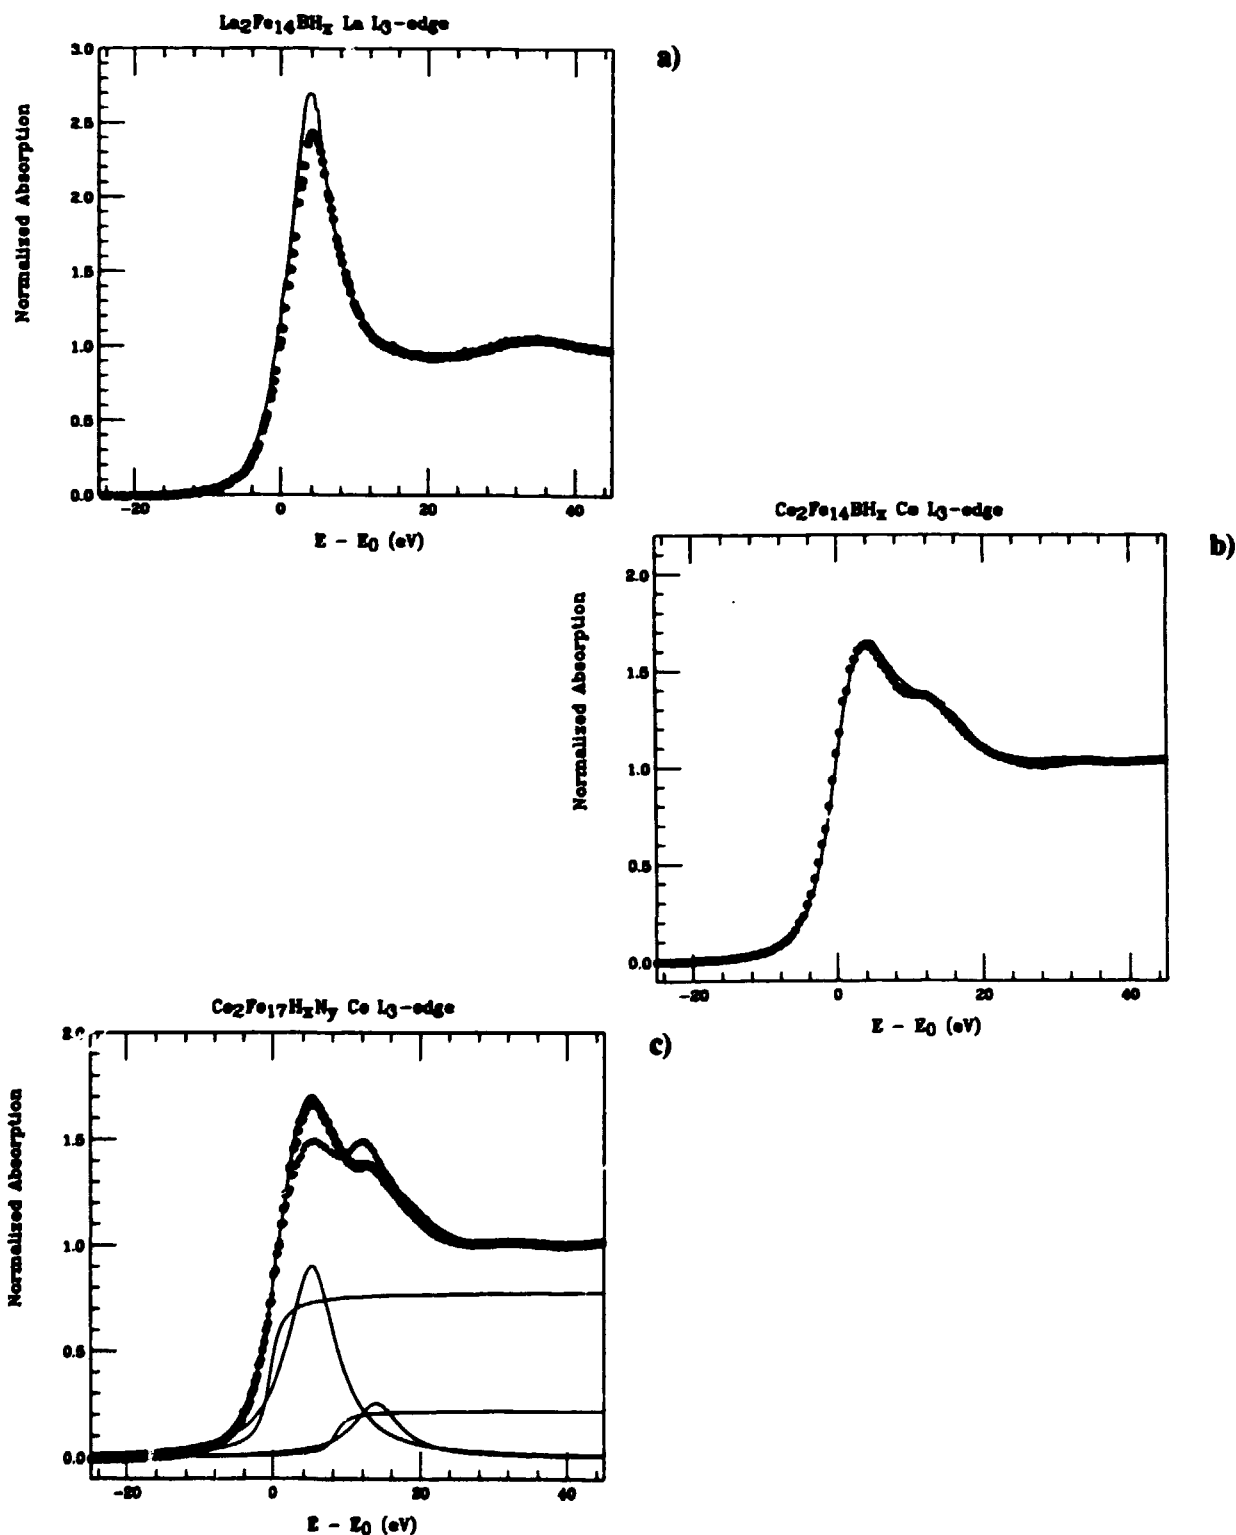 La2Fe14BHx La L3-edge
a)
3.0
2.5
2.0
1.5
1.0
0.5
0.0
Normalized Absorption
-20 0 20 40
E - E0 (eV)
Ce2Fe14BHx Ce L3-edge
b)
2.0
1.5
1.0
0.5
0.0
Normalized Absorption
-20 0 20 40
E - E0 (eV)
Ce2Fe17HxNy Ce L3-edge
c)
2.0
1.5
1.0
0.5
0.0
Normalized Absorption
-20 0 20 40
E - E0 (eV)